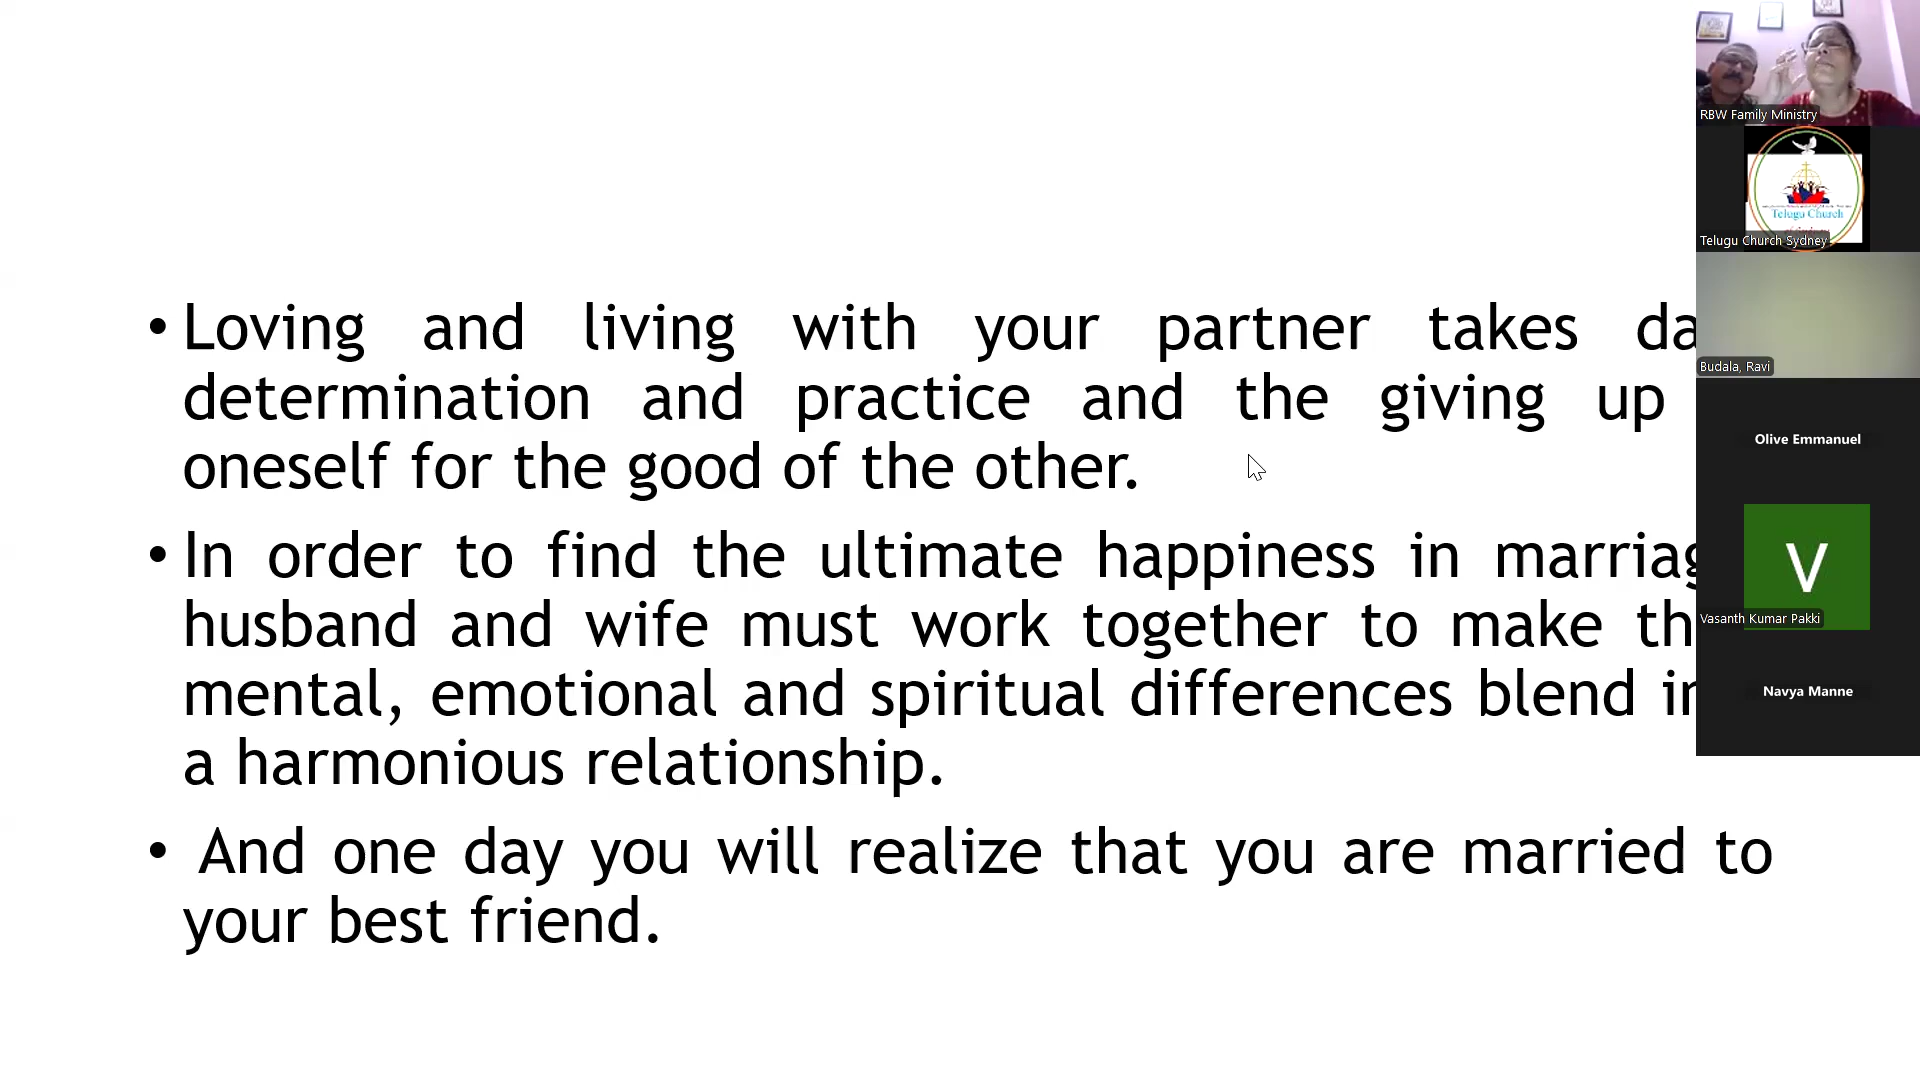 • Loving and living with your partner takes
determination and practice and the giving up
oneself for the good of the other.
• In order to find the ultimate happiness in
husband and wife must work together to make
mental, emotional and spiritual differences blend
a harmonious relationship.
• And one day you will realize that you are married to
your best friend.
RBW Family Ministry
Telugu Church
Telugu Church Sydney
Budala, Ravi
Olive Emmanuel
V
Vasanth Kumar Pakki
Navya Manne